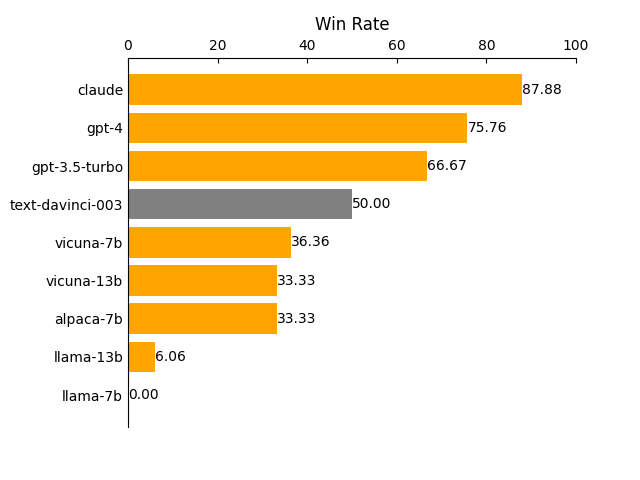 Win Rate
0 20 40 60 80 100
claude 87.88
gpt-4 75.76
gpt-3.5-turbo 66.67
text-davinci-003 50.00
vicuna-7b 36.36
vicuna-13b 33.33
alpaca-7b 33.33
llama-13b 6.06
llama-7b 0.00